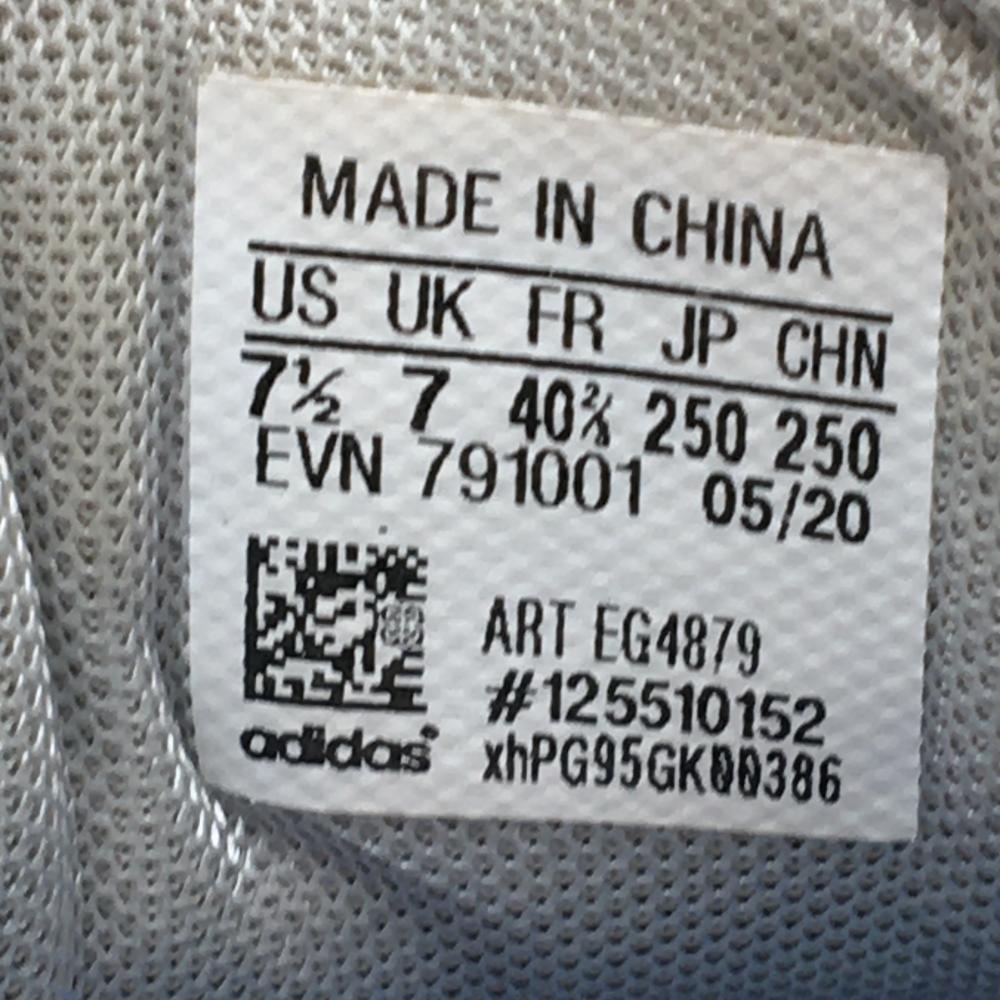 MADE IN CHINA
US UK FR JP CHN
7½ 7 40⅔ 250 250
EVN 791001 05/20
ART EG4879
#125510152
adidas®
xhPG95GK00386